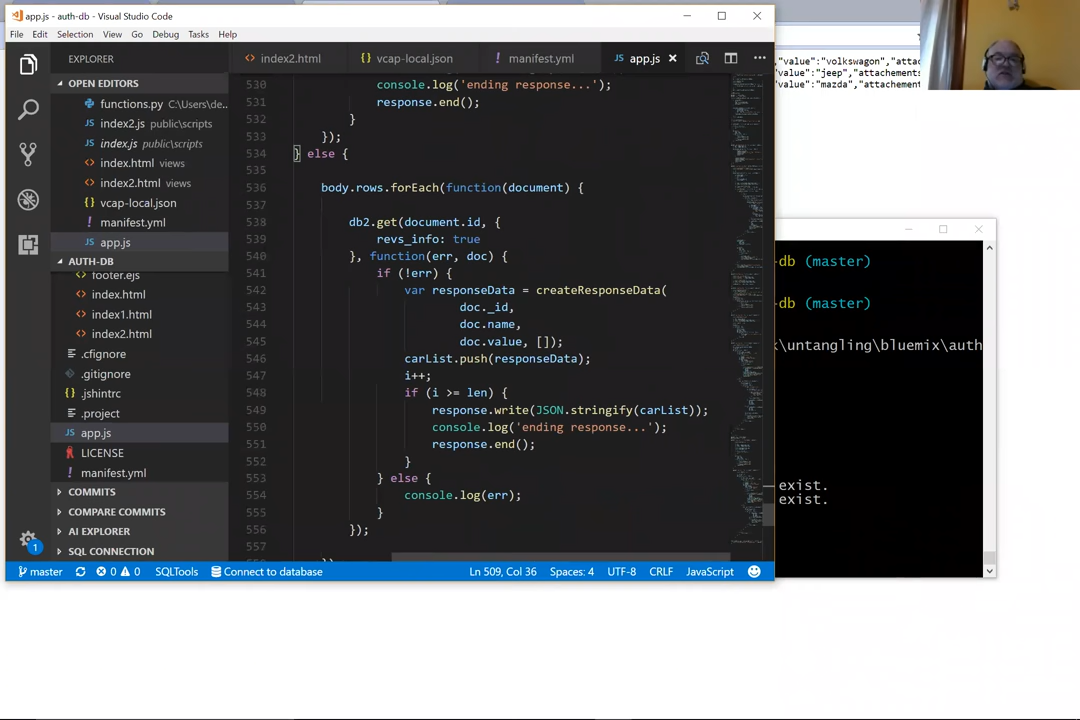 app.js - auth-db - Visual Studio Code
File Edit Selection View Go Debug Tasks Help
EXPLORER
index2.html
vcap-local.json
manifest.yml
app.js
OPEN EDITORS
functions.py C:\Users\de...
index2.js public\scripts
index.js public\scripts
index.html views
index2.html views
vcap-local.json
manifest.yml
app.js
AUTH-DB
footer.ejs
index.html
index1.html
index2.html
.cfignore
.gitignore
.jshintrc
.project
app.js
LICENSE
manifest.yml
COMMITS
COMPARE COMMITS
AI EXPLORER
SQL CONNECTION
1
530 console.log('ending response...');
531 response.end();
532 }
533 });
534 } else {
535
536 body.rows.forEach(function(document) {
537
538 db2.get(document.id, {
539 revs_info: true
540 }, function(err, doc) {
541 if (!err) {
542 var responseData = createResponseData(
543 doc._id,
544 doc.name,
545 doc.value, []);
546 carList.push(responseData);
547 i++;
548 if (i >= len) {
549 response.write(JSON.stringify(carList));
550 console.log('ending response...');
551 response.end();
552 }
553 } else {
554 console.log(err);
555 }
556 });
557
master 0 0 SQLTools Connect to database Ln 509, Col 36 Spaces: 4 UTF-8 CRLF JavaScript
,"value":"volkswagon","attac
"value":"jeep","attachements
"value":"mazda","attachement
-db (master)
-db (master)
x\untangling\bluemix\auth
exist.
exist.